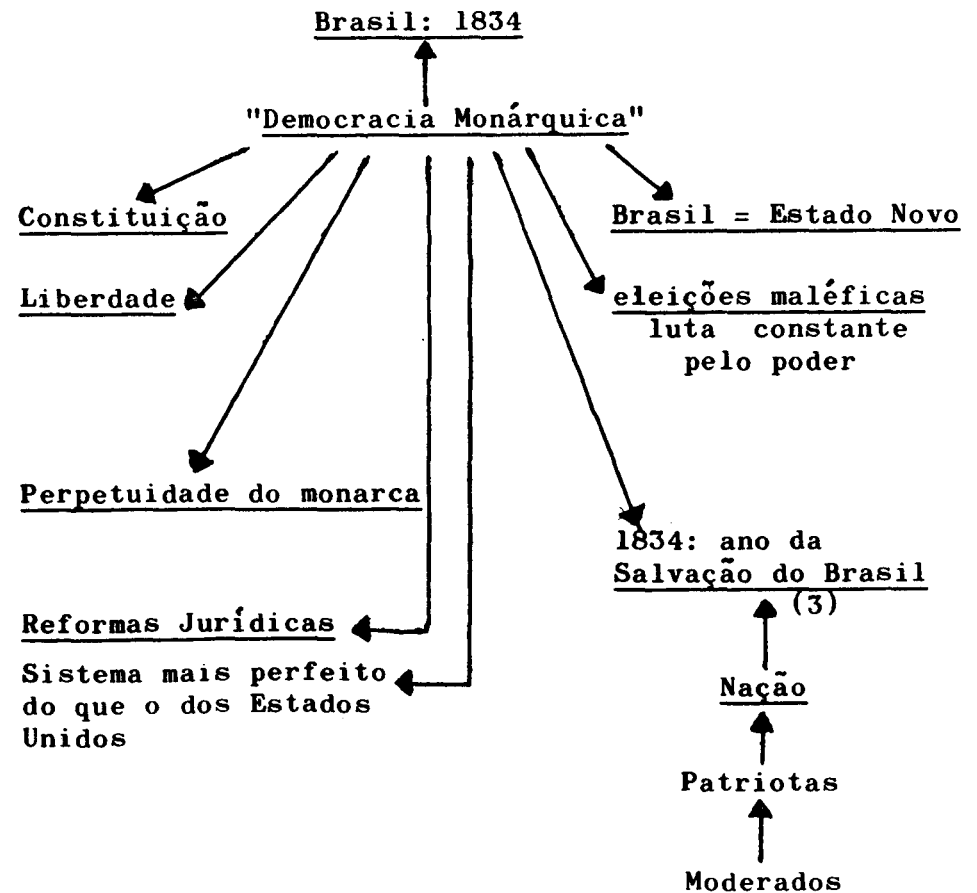 Brasil: 1834
"Democracia Monárquica"
Constituição
Brasil = Estado Novo
Liberdade
eleições maléficas
luta constante
pelo poder
Perpetuidade do monarca
1834: ano da
Salvação do Brasil
(3)
Reformas Jurídicas
Sistema mais perfeito
do que o dos Estados
Unidos
Nação
Patriotas
Moderados